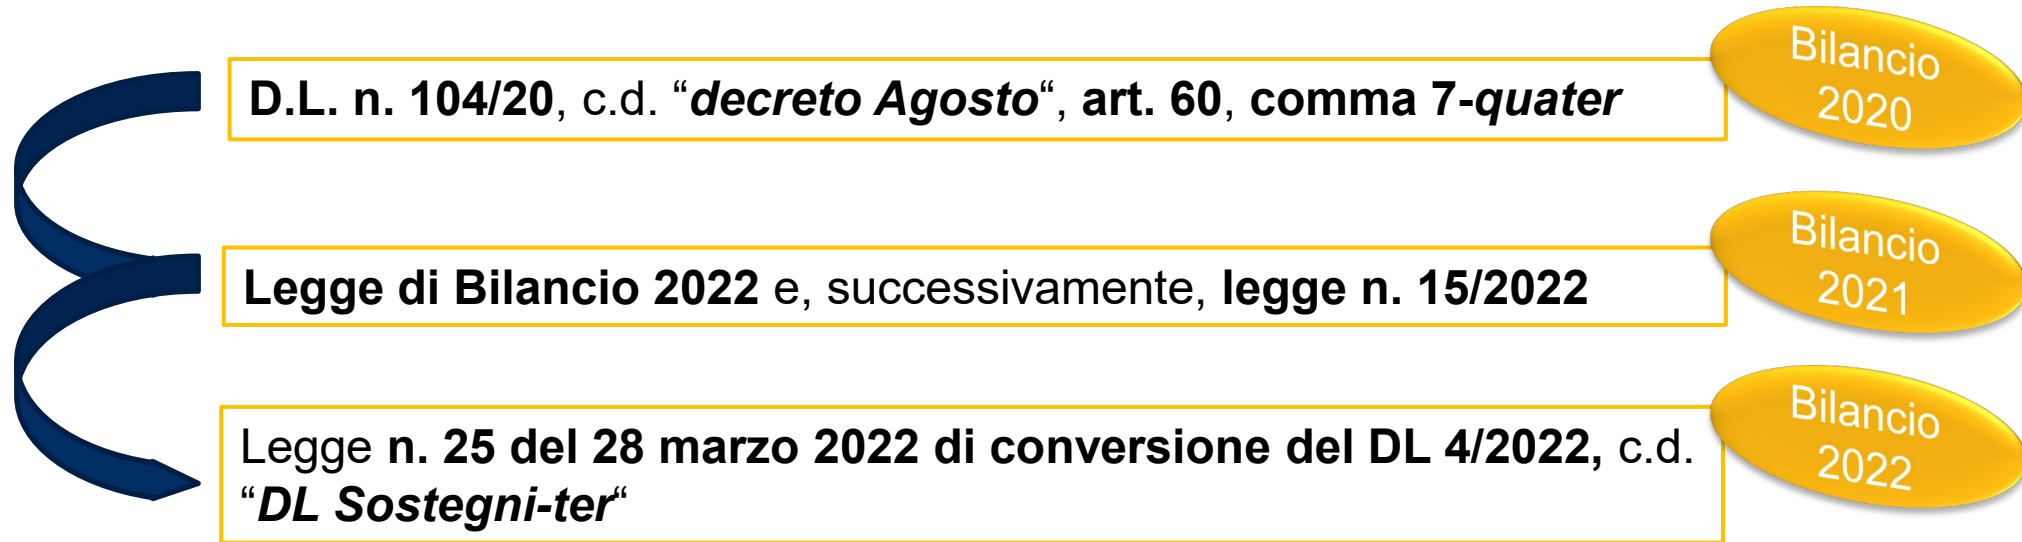 D.L. n. 104/20, c.d. “decreto Agosto“, art. 60, comma 7-quater
Bilancio
2020
Legge di Bilancio 2022 e, successivamente, legge n. 15/2022
Bilancio
2021
Legge n. 25 del 28 marzo 2022 di conversione del DL 4/2022, c.d.
“DL Sostegni-ter“
Bilancio
2022